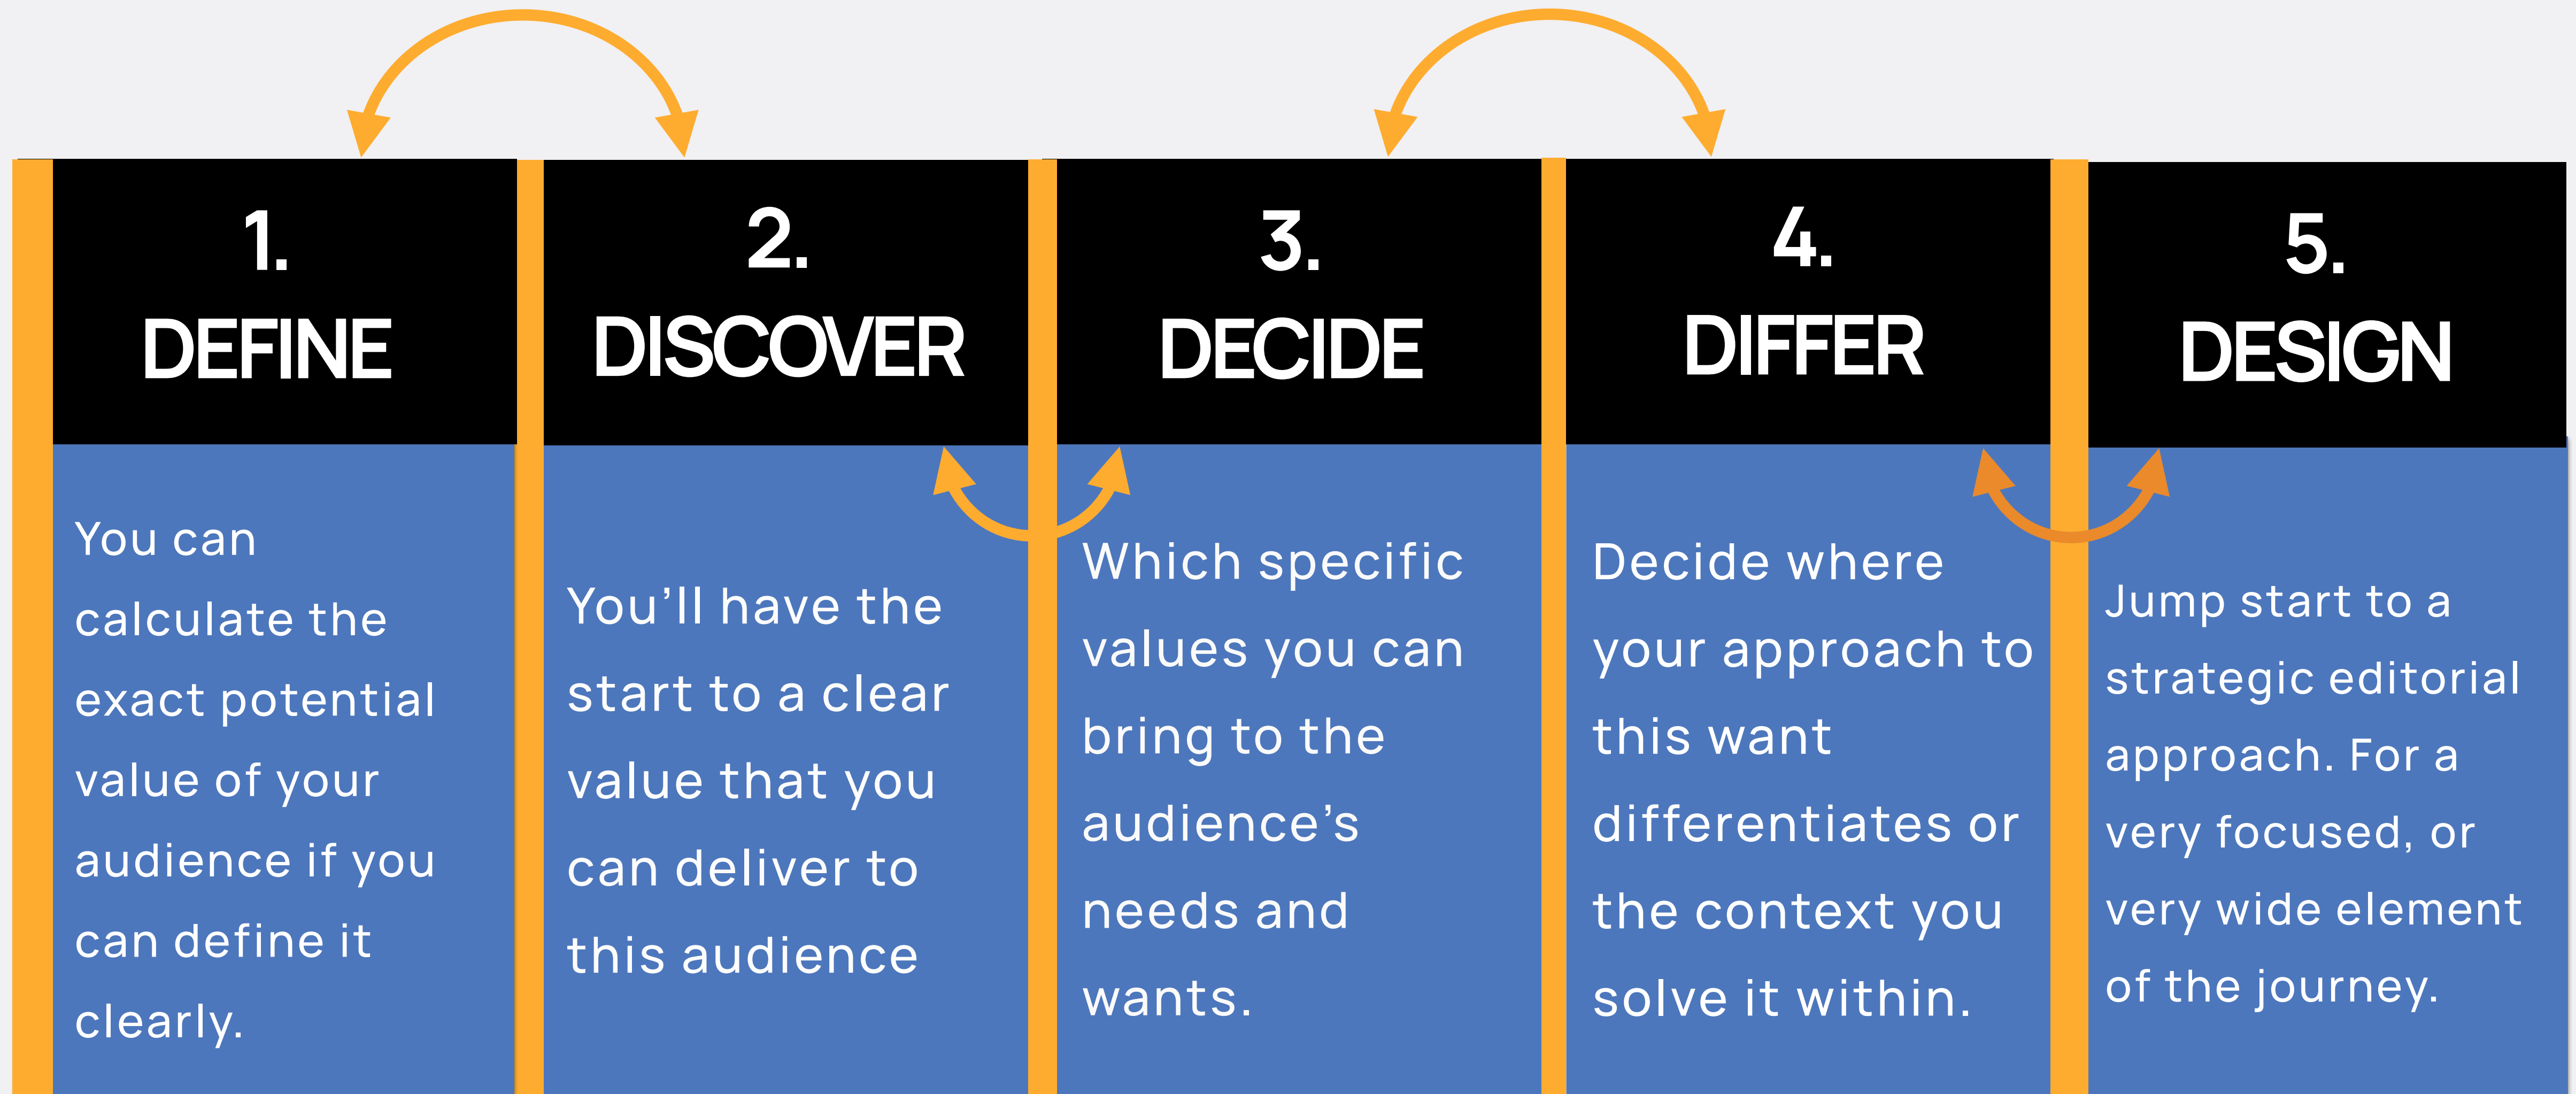 1.
DEFINE
You can
calculate the
exact potential
value of your
audience if you
can define it
clearly.
2.
DISCOVER
You’ll have the
start to a clear
value that you
can deliver to
this audience
3.
DECIDE
Which specific
values you can
bring to the
audience’s
needs and
wants.
4.
DIFFER
Decide where
your approach to
this want
differentiates or
the context you
solve it within.
5.
DESIGN
Jump start to a
strategic editorial
approach. For a
very focused, or
very wide element
of the journey.